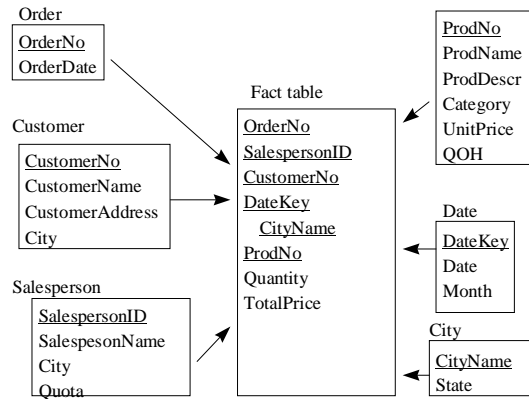 Order
OrderNo
OrderDate
Customer
CustomerNo
CustomerName
CustomerAddress
City
Salesperson
SalespersonID
SalespesonName
City
Quota
Fact table
OrderNo
SalespersonID
CustomerNo
DateKey
CityName
ProdNo
Quantity
TotalPrice
ProdNo
ProdName
ProdDescr
Category
UnitPrice
QOH
Date
DateKey
Date
Month
City
CityName
State